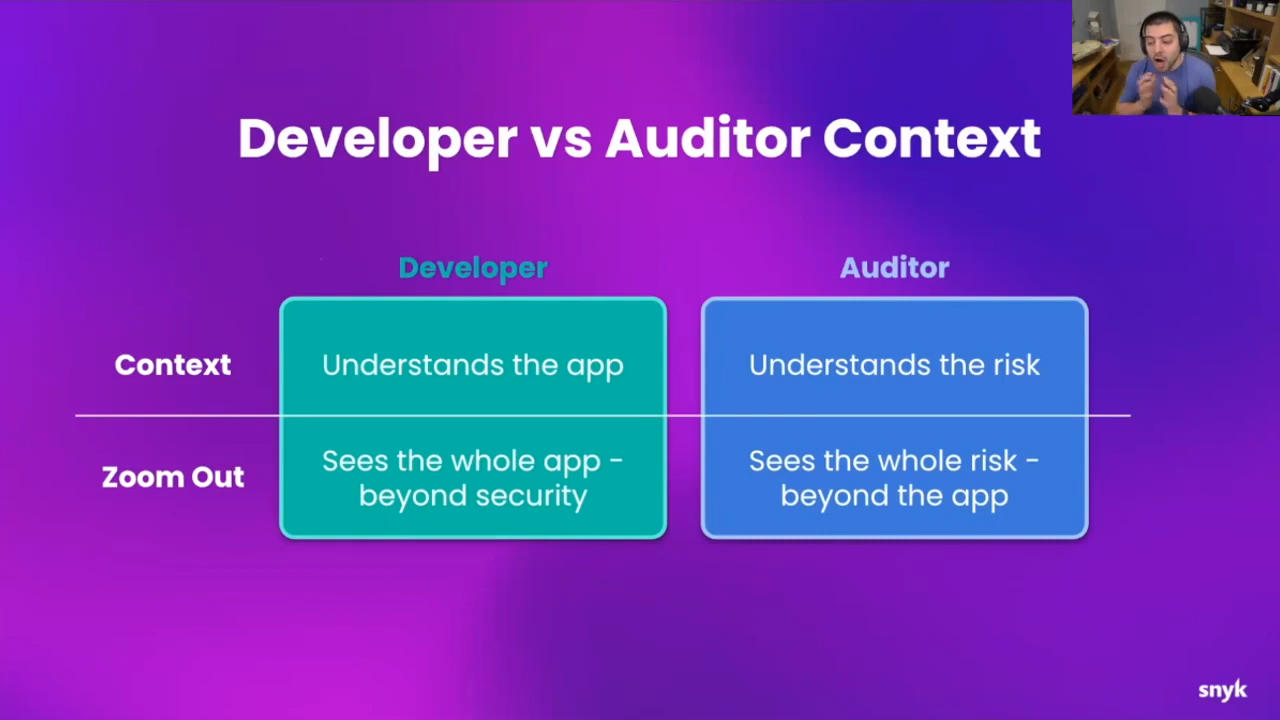 Developer vs Auditor Context
Developer
Auditor
Context
Understands the app
Understands the risk
Zoom Out
Sees the whole app -
beyond security
Sees the whole risk -
beyond the app
snyk